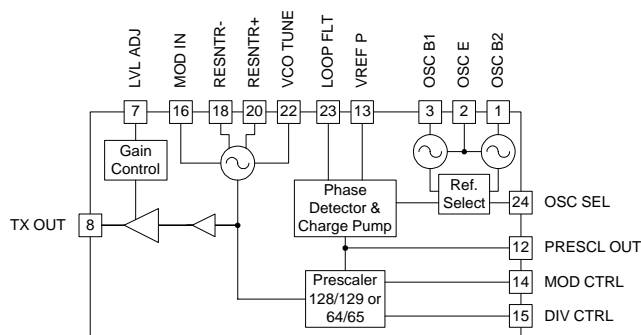 LVL ADJ
MOD IN
RESNTR-
RESNTR+
VCO TUNE
LOOP FLT
VREF P
OSC B1
OSC E
OSC B2
7
16
18
20
22
23
13
3
2
1
Gain
Control
Phase
Detector &
Charge Pump
Ref.
Select
24
OSC SEL
TX OUT
8
12
PRESCL OUT
Prescaler
128/129 or
64/65
14
MOD CTRL
15
DIV CTRL